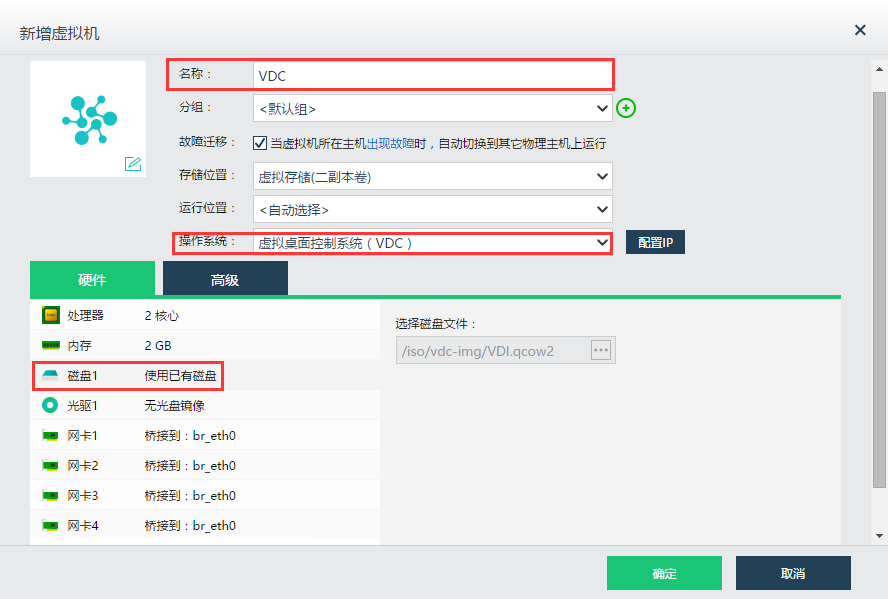 新增虚拟机
名称： VDC
分组： <默认组>
故障迁移： 当虚拟机所在主机出现故障时，自动切换到其它物理主机上运行
存储位置： 虚拟存储(二副本卷)
运行位置： <自动选择>
操作系统： 虚拟桌面控制系统（VDC） 配置IP
硬件 高级
处理器 2 核心
内存 2 GB
磁盘1 使用已有磁盘
光驱1 无光盘镜像
网卡1 桥接到：br_eth0
网卡2 桥接到：br_eth0
网卡3 桥接到：br_eth0
网卡4 桥接到：br_eth0
选择磁盘文件：
/iso/vdc-img/VDI.qcow2
确定 取消